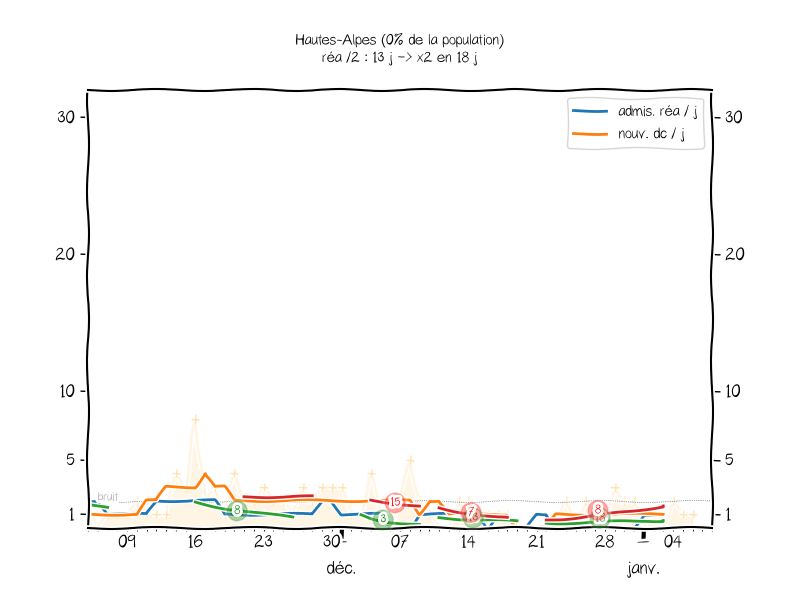 Hautes-Alpes (0% de la population)
réa /2 : 13 j -> x2 en 18 j
30 30
admis. réa / j
nouv. dc / j
20 20
10 10
5 5
bruit
15
8 3 7 8
1 1
09 16 23 30 07 14 21 28 04
déc. janv.